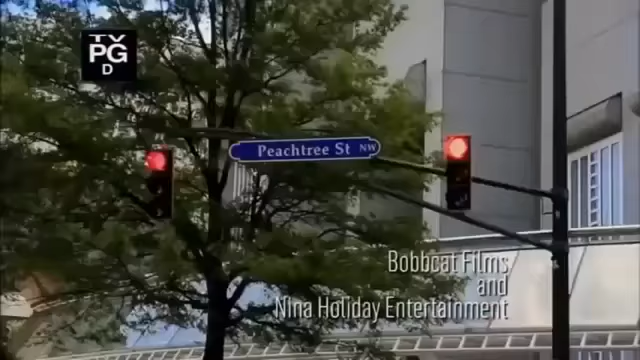 TV
PG
D
Peachtree St NW
Bobbcat Films
and
Nina Holiday Entertainment